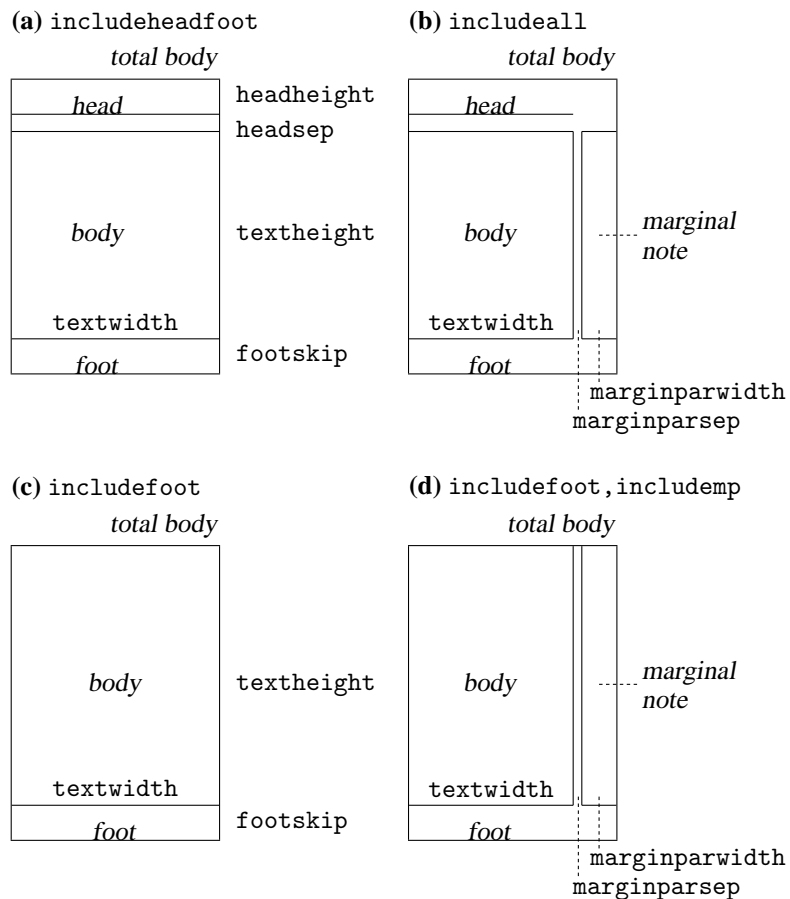 (a) includeheadfoot
total body
head
headheight
headsep
body
textheight
textwidth
foot
footskip
(b) includeall
total body
head
body
marginal
note
textwidth
foot
marginparwidth
marginparsep
(c) includefoot
total body
body
textheight
textwidth
foot
footskip
(d) includefoot,includemp
total body
body
marginal
note
textwidth
foot
marginparwidth
marginparsep